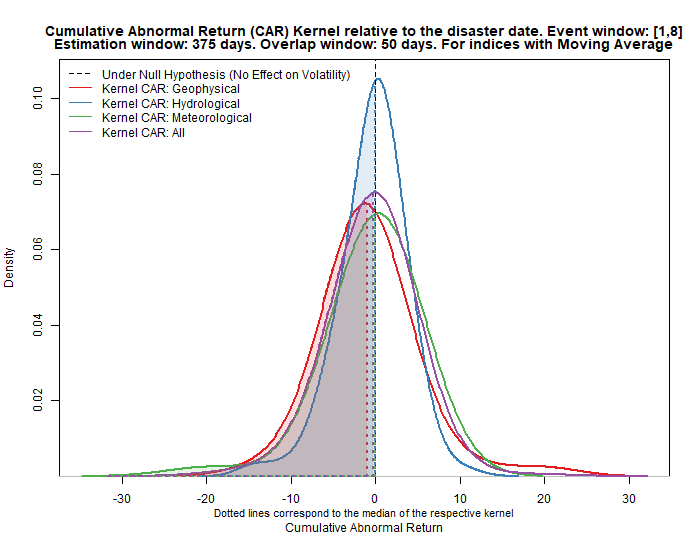 Cumulative Abnormal Return (CAR) Kernel relative to the disaster date. Event window: [1,8]
Estimation window: 375 days. Overlap window: 50 days. For indices with Moving Average
Under Null Hypothesis (No Effect on Volatility)
Kernel CAR: Geophysical
Kernel CAR: Hydrological
Kernel CAR: Meteorological
Kernel CAR: All
0.10
0.08
0.06
0.04
0.02
Density
-30 -20 -10 0 10 20 30
Dotted lines correspond to the median of the respective kernel
Cumulative Abnormal Return